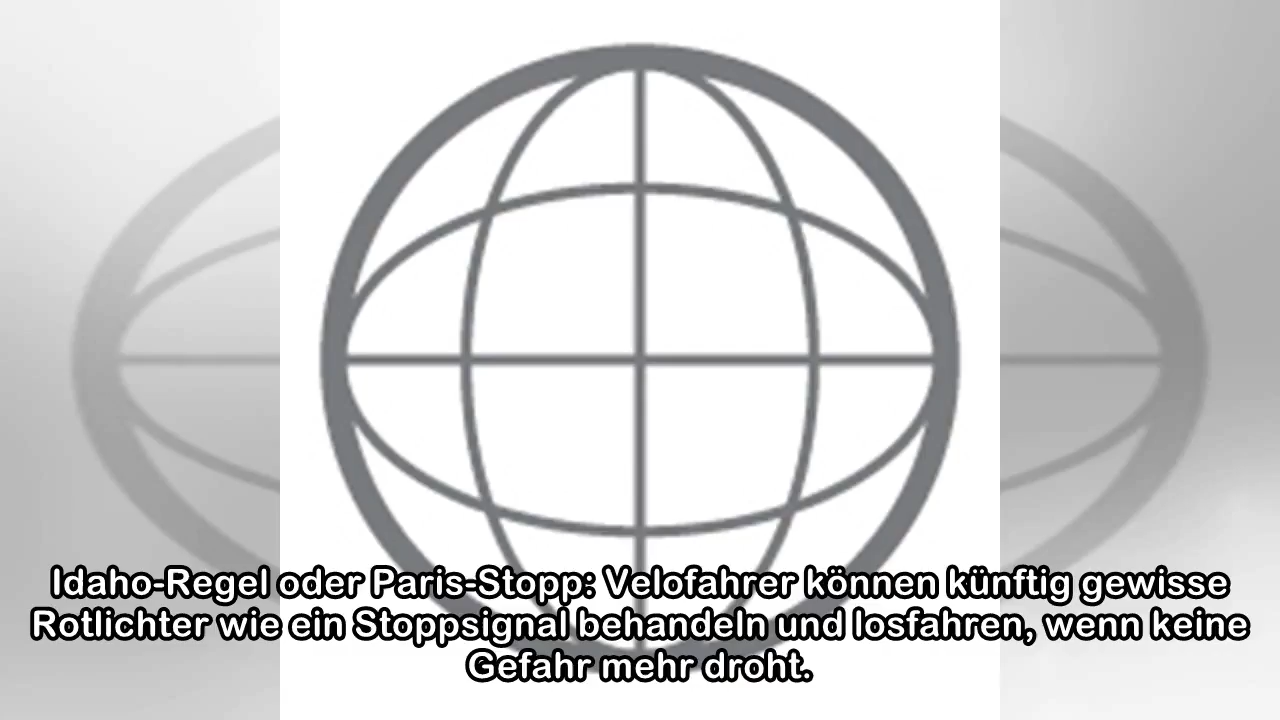 Idaho-Regel oder Paris-Stopp: Velofahrer können künftig gewisse
Rotlichter wie ein Stoppsignal behandeln und losfahren, wenn keine
Gefahr mehr droht.